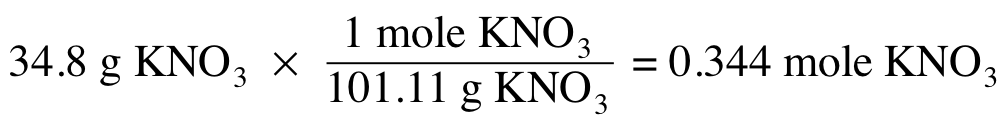 34.8 g KNO₃ × 1 mole KNO₃ / 101.11 g KNO₃ = 0.344 mole KNO₃